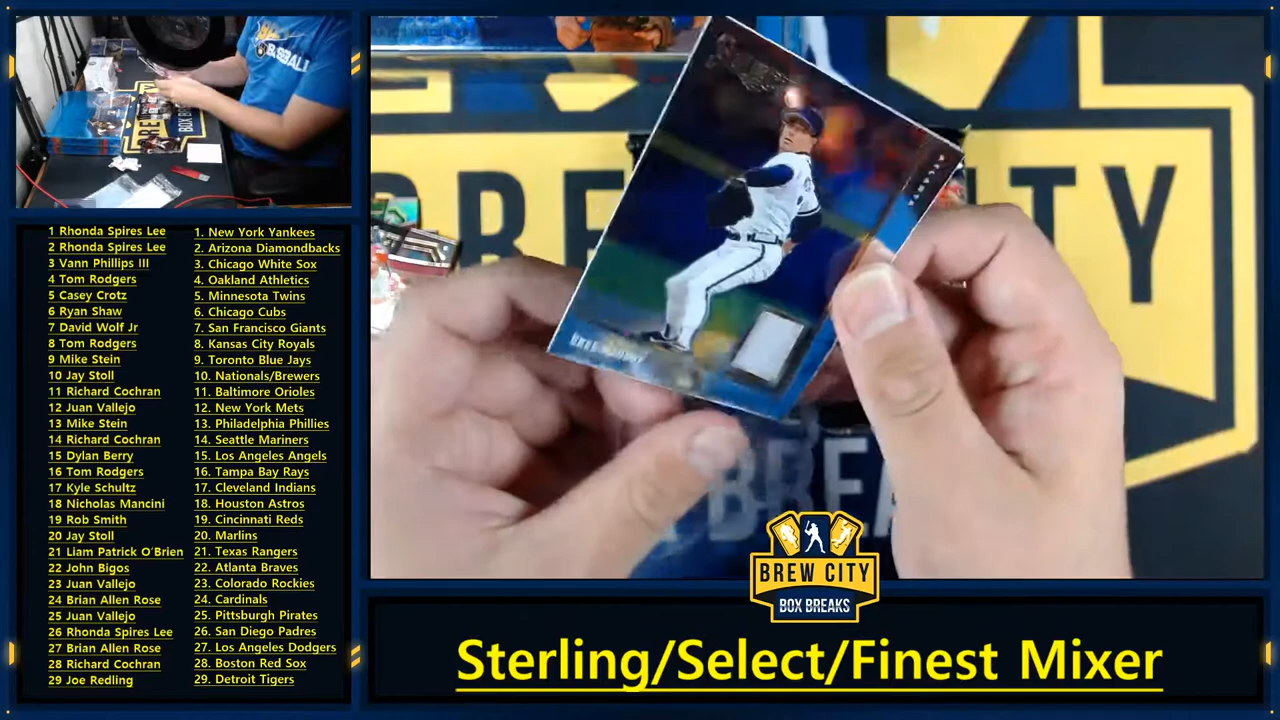 BASEBALL
BRE
BOX BREA
1 Rhonda Spires Lee
2 Rhonda Spires Lee
3 Vann Phillips III
4 Tom Rodgers
5 Casey Crotz
6 Ryan Shaw
7 David Wolf Jr
8 Tom Rodgers
9 Mike Stein
10 Jay Stoll
11 Richard Cochran
12 Juan Vallejo
13 Mike Stein
14 Richard Cochran
15 Dylan Berry
16 Tom Rodgers
17 Kyle Schultz
18 Nicholas Mancini
19 Rob Smith
20 Jay Stoll
21 Liam Patrick O'Brien
22 John Bigos
23 Juan Vallejo
24 Brian Allen Rose
25 Juan Vallejo
26 Rhonda Spires Lee
27 Brian Allen Rose
28 Richard Cochran
29 Joe Redling
1. New York Yankees
2. Arizona Diamondbacks
3. Chicago White Sox
4. Oakland Athletics
5. Minnesota Twins
6. Chicago Cubs
7. San Francisco Giants
8. Kansas City Royals
9. Toronto Blue Jays
10. Nationals/Brewers
11. Baltimore Orioles
12. New York Mets
13. Philadelphia Phillies
14. Seattle Mariners
15. Los Angeles Angels
16. Tampa Bay Rays
17. Cleveland Indians
18. Houston Astros
19. Cincinnati Reds
20. Marlins
21. Texas Rangers
22. Atlanta Braves
23. Colorado Rockies
24. Cardinals
25. Pittsburgh Pirates
26. San Diego Padres
27. Los Angeles Dodgers
28. Boston Red Sox
29. Detroit Tigers
ATLANTA
BRE ITY
BREA
BREW CITY
BOX BREAKS
Sterling/Select/Finest Mixer